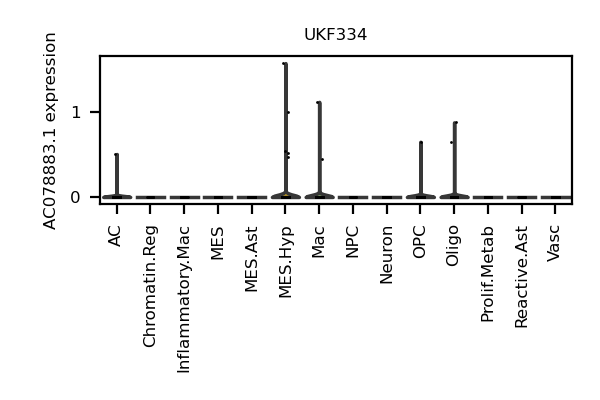 UKF334
AC078883.1 expression
1
0
AC
Chromatin.Reg
Inflammatory.Mac
MES
MES.Ast
MES.Hyp
Mac
NPC
Neuron
OPC
Oligo
Prolif.Metab
Reactive.Ast
Vasc